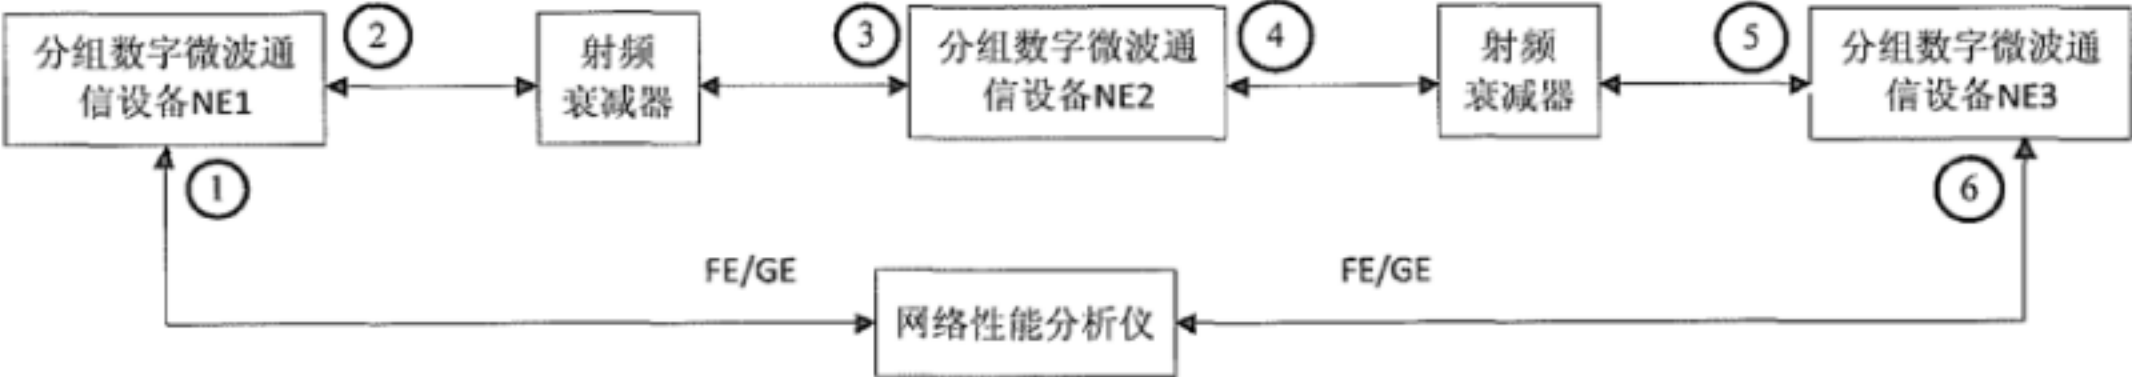 分组数字微波通
信设备NE1
②
射频
衰减器
③
分组数字微波通
信设备NE2
④
射频
衰减器
⑤
分组数字微波通
信设备NE3
①
⑥
FE/GE
FE/GE
网络性能分析仪